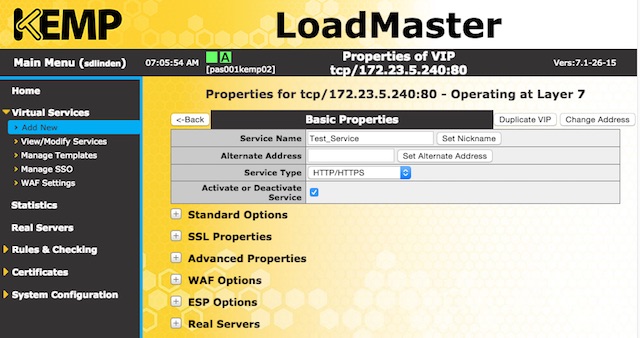 KEMP LoadMaster
Main Menu (sdlinden) 07:05:54 AM A [pas001kemp02] Properties of VIP tcp/172.23.5.240:80 Vers:7.1-26-15
Home
Virtual Services
Add New
View/Modify Services
Manage Templates
Manage SSO
WAF Settings
Statistics
Real Servers
Rules & Checking
Certificates
System Configuration
Properties for tcp/172.23.5.240:80 - Operating at Layer 7
<-Back Basic Properties Duplicate VIP Change Address
Service Name Test_Service Set Nickname
Alternate Address Set Alternate Address
Service Type HTTP/HTTPS
Activate or Deactivate
Service
Standard Options
SSL Properties
Advanced Properties
WAF Options
ESP Options
Real Servers